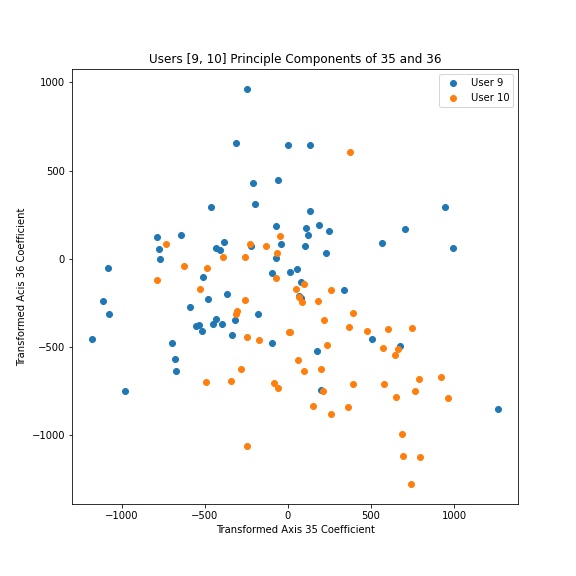 Users [9, 10] Principle Components of 35 and 36
User 9
User 10
1000
500
0
−500
−1000
Transformed Acis 36 Coefficient
−1000
−500
0
500
1000
Transformed Axis 35 Coefficient